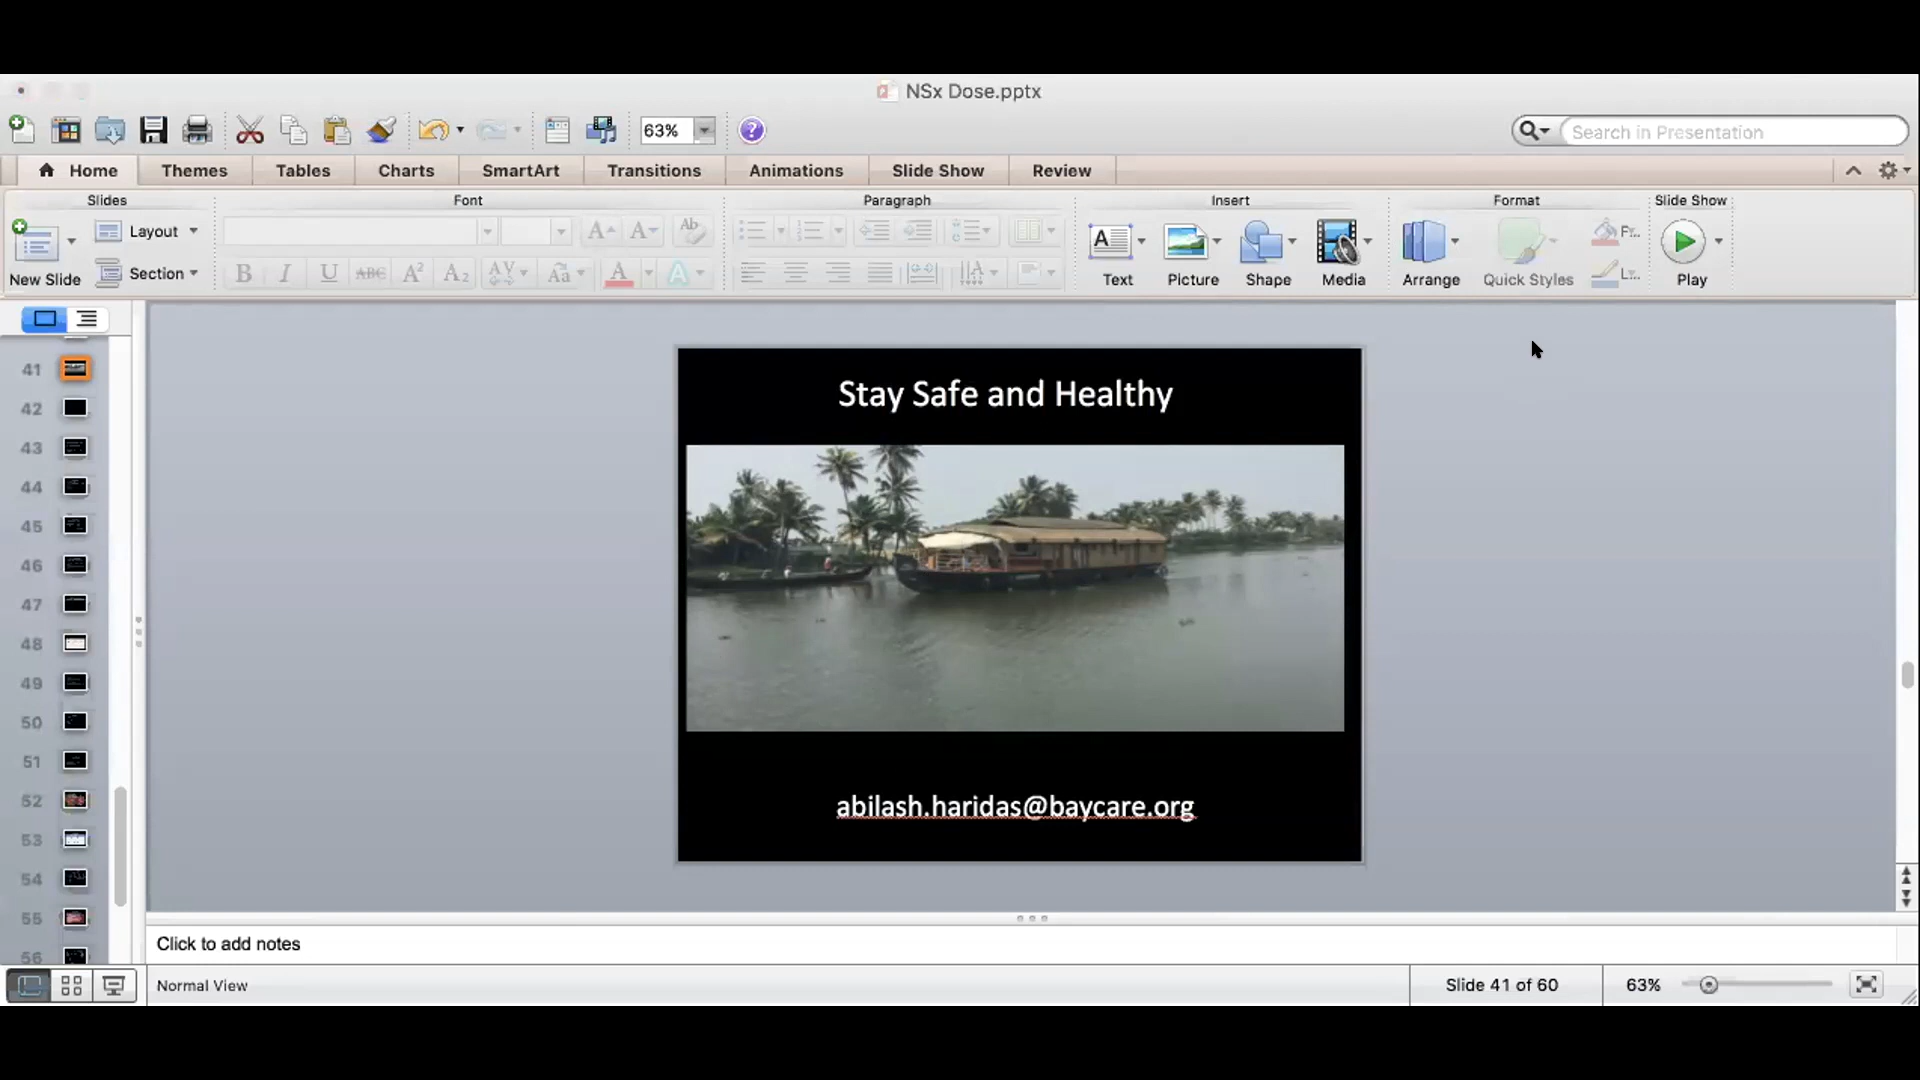 NSx Dose.pptx
63%
Search in Presentation
Home
Themes
Tables
Charts
SmartArt
Transitions
Animations
Slide Show
Review
Slides
Font
Paragraph
Insert
Format
Slide Show
New Slide
Layout
Section
Text
Picture
Shape
Media
Arrange
Quick Styles
Fr...
L...
Play
41
42
43
44
45
46
47
48
49
50
51
52
53
54
55
56
Stay Safe and Healthy
abilash.haridas@baycare.org
Click to add notes
Normal View
Slide 41 of 60
63%